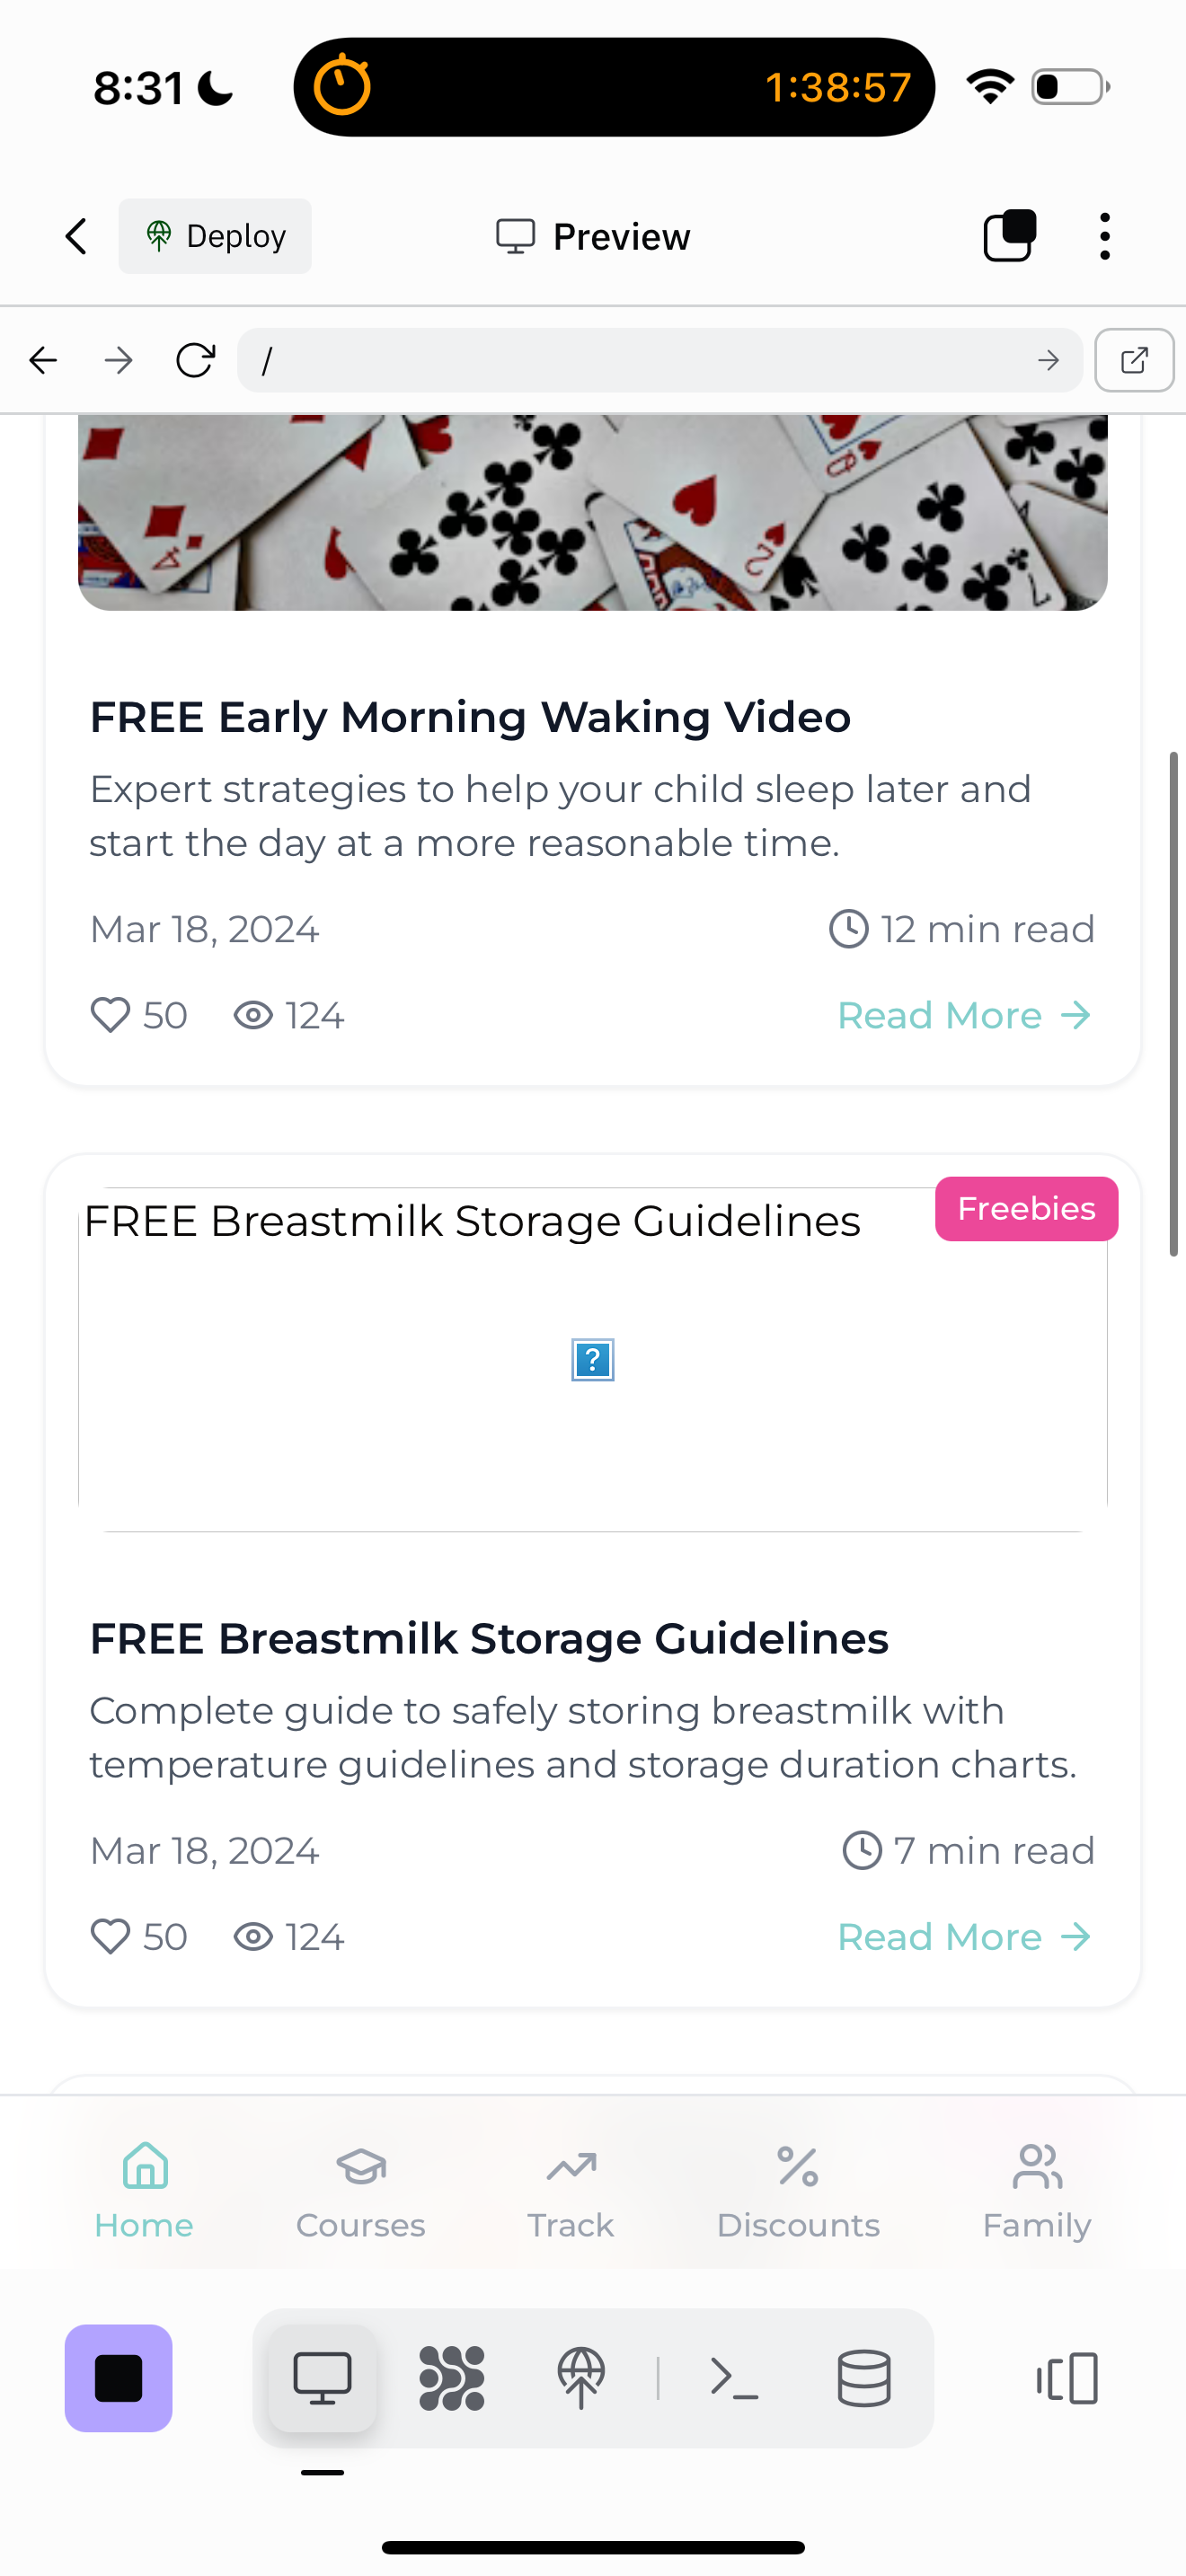 8:31
1:38:57
Deploy
Preview
/
FREE Early Morning Waking Video
Expert strategies to help your child sleep later and
start the day at a more reasonable time.
Mar 18, 2024
12 min read
50
124
Read More
Freebies
FREE Breastmilk Storage Guidelines
?
FREE Breastmilk Storage Guidelines
Complete guide to safely storing breastmilk with
temperature guidelines and storage duration charts.
Mar 18, 2024
7 min read
50
124
Read More
Home
Courses
Track
Discounts
Family